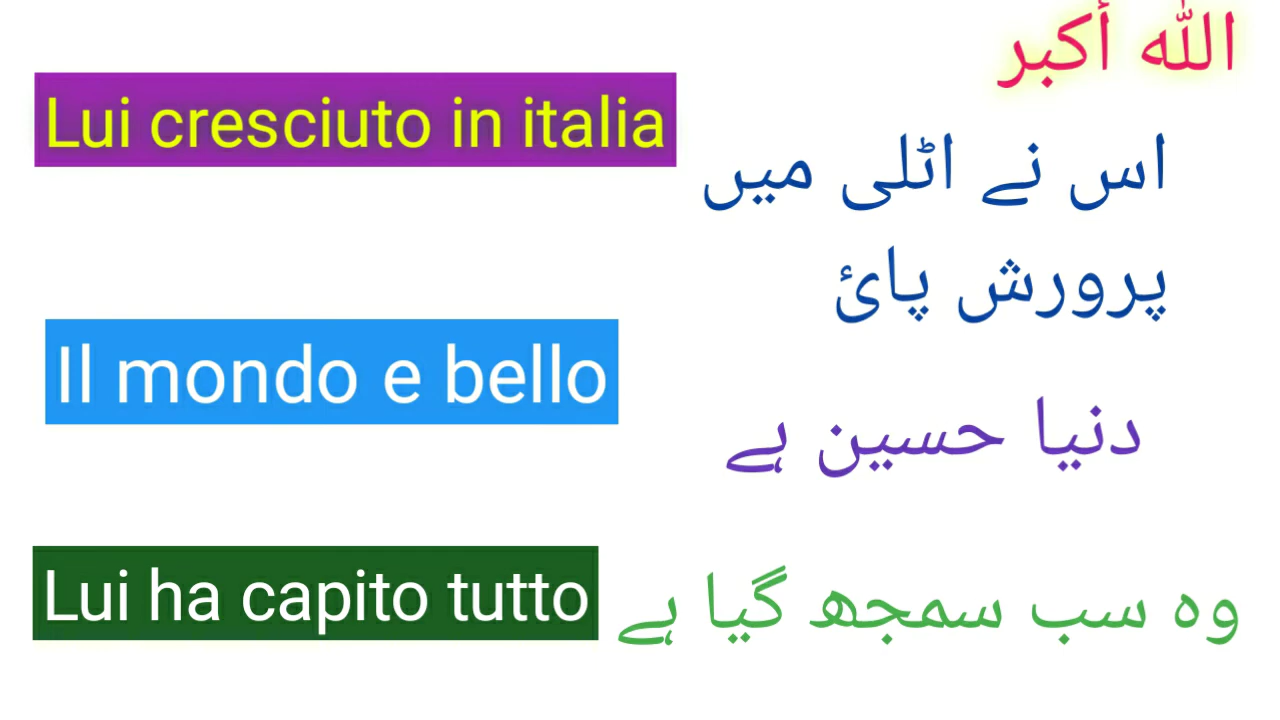 الله أكبر
Lui cresciuto in italia
اس نے اٹلی میں
پرورش پائ
Il mondo e bello
دنیا حسین ہے
Lui ha capito tutto
وہ سب سمجھ گیا ہے